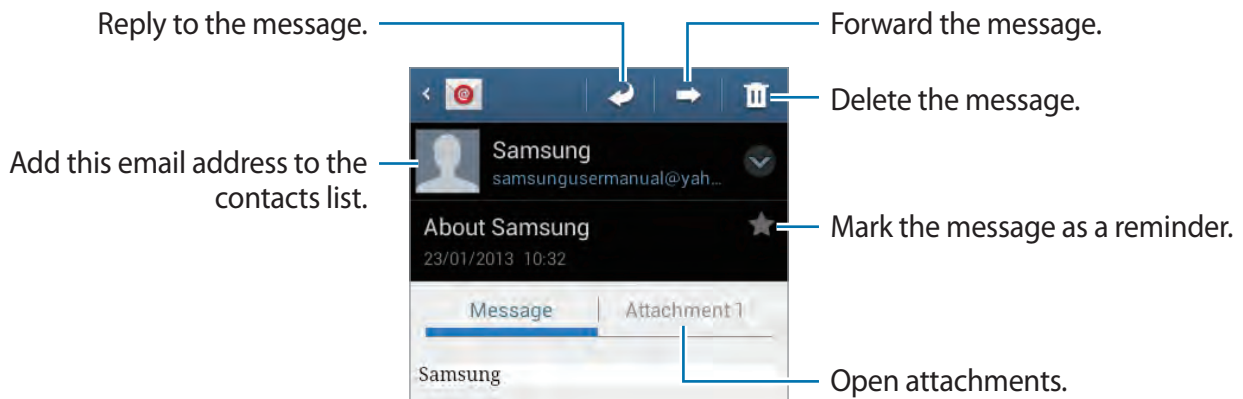 Reply to the message.
Forward the message.
Delete the message.
Samsung
samsungusermanual@yah...
Add this email address to the
contacts list.
About Samsung
Mark the message as a reminder.
23/01/2013 10:32
Message
Attachment 1
Samsung
Open attachments.